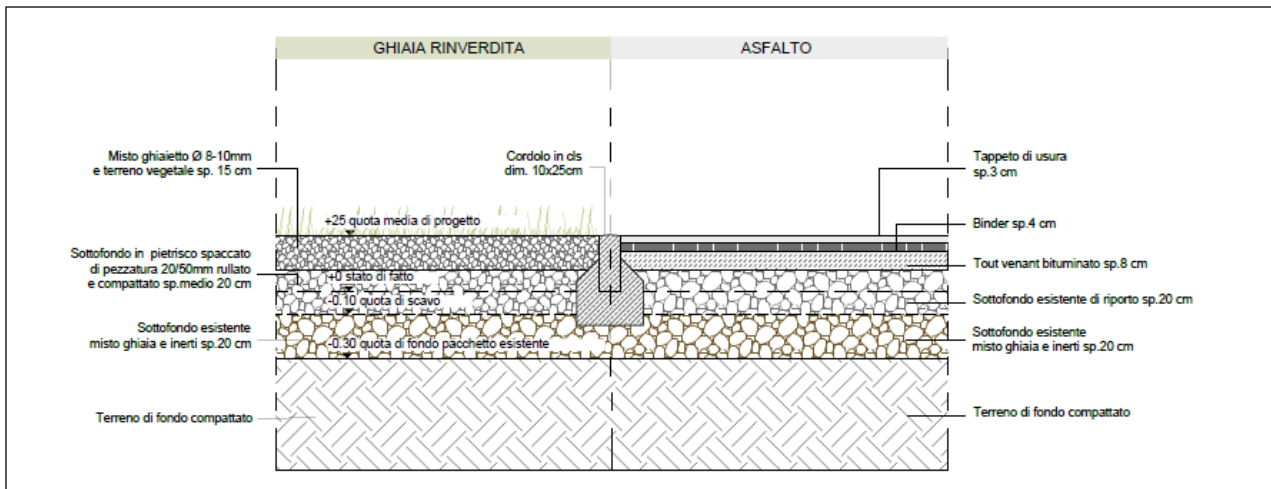 GHIAIA RINVERDITA
ASFALTO
Misto ghiaietto Ø 8-10mm
e terreno vegetale sp. 15 cm
Cordolo in cls
dim. 10x25cm
Tappeto di usura
sp.3 cm
+25 quota media di progetto
Binder sp.4 cm
Sottofondo in pietrisco spaccato
di pezzatura 20/50mm rullato
e compattato sp.medio 20 cm
Tout venant bituminato sp.8 cm
+0 stato di fatto
-0.10 quota di scavo
Sottofondo esistente di riporto sp.20 cm
Sottofondo esistente
misto ghiaia e inerti sp.20 cm
-0.30 quota di fondo pacchetto esistente
Sottofondo esistente
misto ghiaia e inerti sp.20 cm
Terreno di fondo compattato
Terreno di fondo compattato